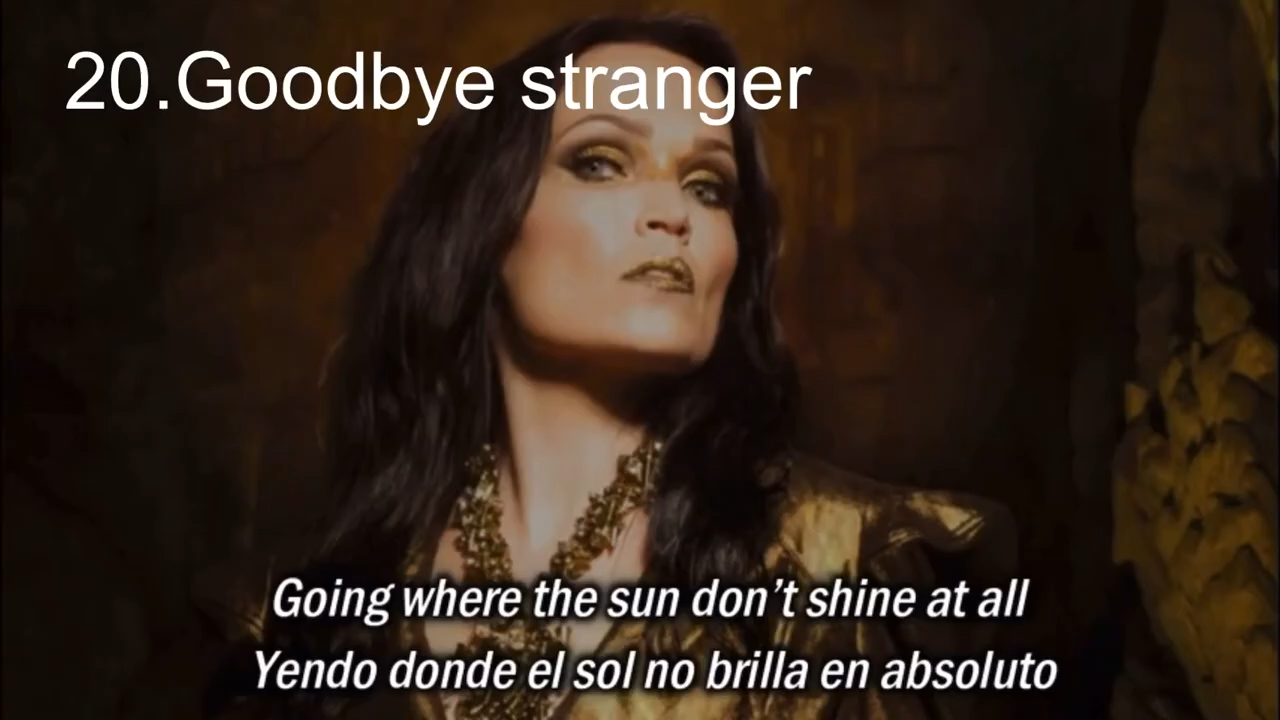 20.Goodbye stranger
Going where the sun don't shine at all
Yendo donde el sol no brilla en absoluto